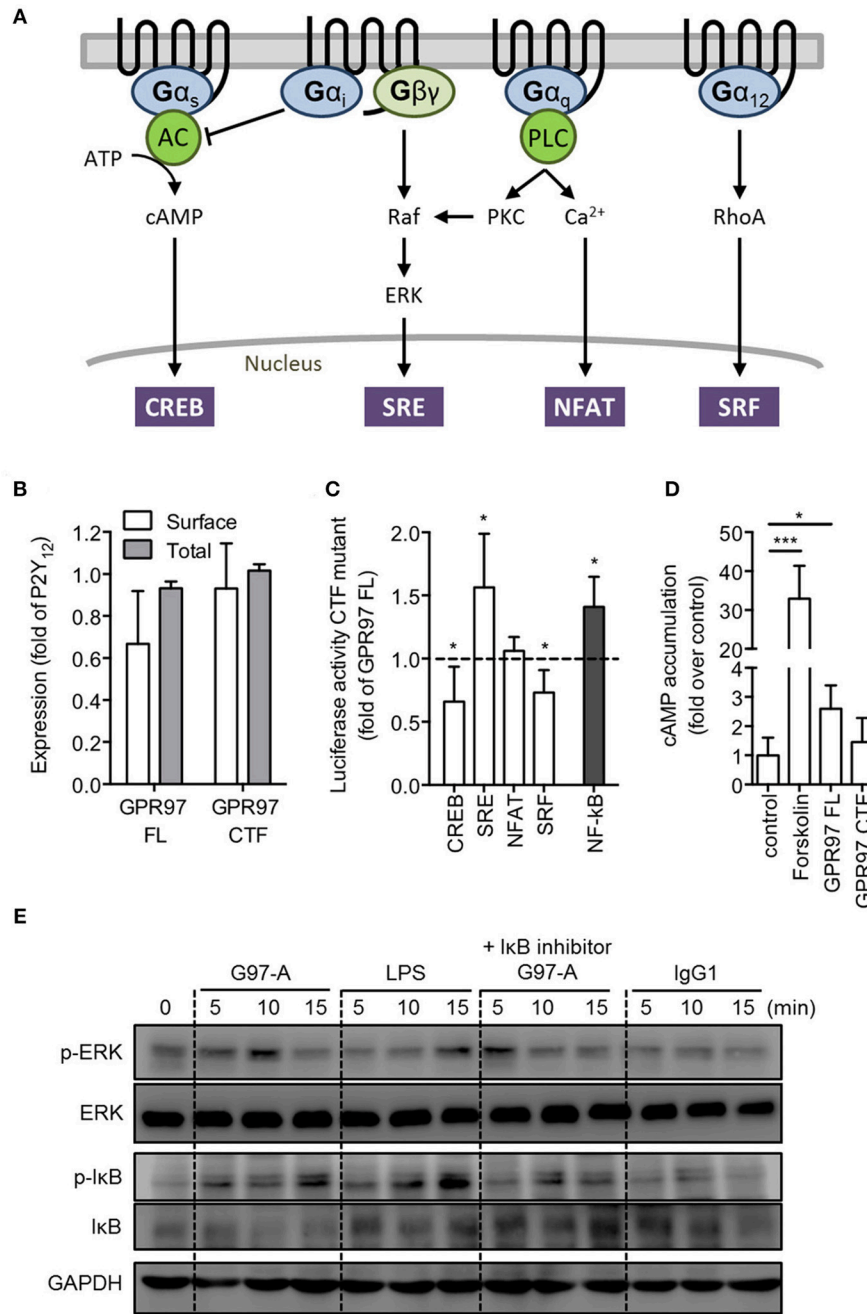 A
Gαs
Gαi
Gβγ
Gαq
Gα12
AC
PLC
ATP
cAMP
Raf
PKC
Ca2+
RhoA
ERK
Nucleus
CREB
SRE
NFAT
SRF
B
Expression (fold of P2Y12)
1.2
1.0
0.8
0.6
0.4
0.2
0.0
Surface
Total
GPR97
FL
GPR97
CTF
C
Luciferase activity CTF mutant
(fold of GPR97 FL)
2.0
1.5
1.0
0.5
0.0
*
*
*
*
CREB
SRE
NFAT
SRF
NF-kB
D
cAMP accumulation
(fold over control)
50
40
30
20
4
3
2
1
0
*
***
control
Forskolin
GPR97 FL
GPR97 CTF
E
+ IκB inhibitor
G97-A LPS G97-A IgG1
0 5 10 15 5 10 15 5 10 15 5 10 15 (min)
p-ERK
ERK
p-IκB
IκB
GAPDH